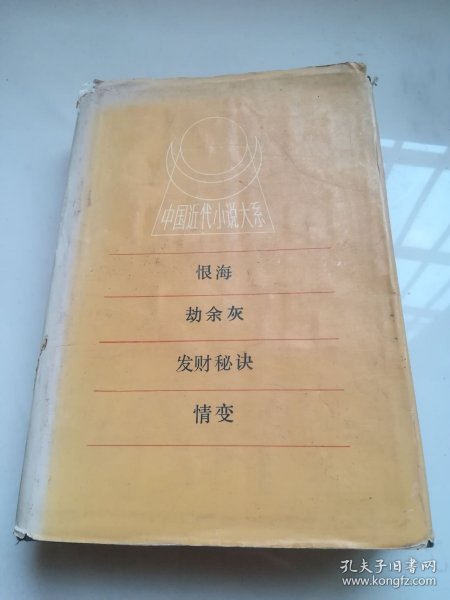 中国近代小说大系
恨海
劫余灰
发财秘诀
情变
孔夫子旧书网
www.kongfz.com